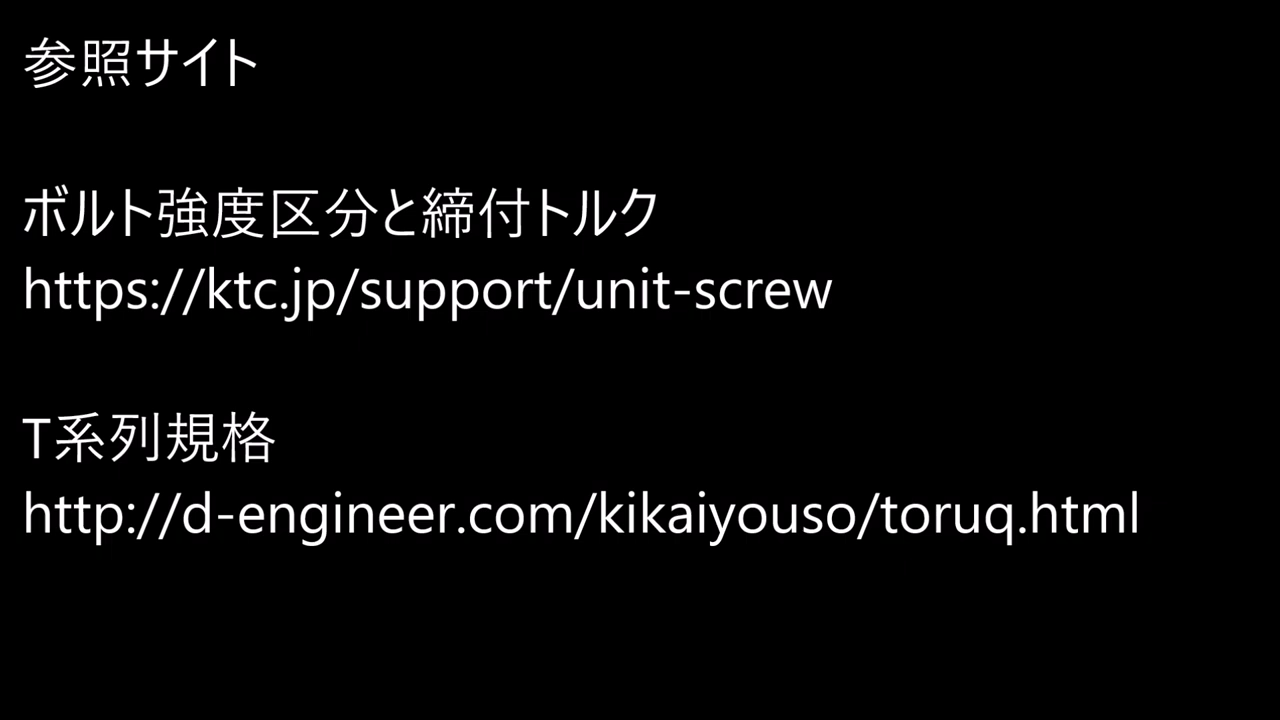 参照サイト
ボルト強度区分と締付トルク
https://ktc.jp/support/unit-screw
T系列規格
http://d-engineer.com/kikaiyouso/toruq.html